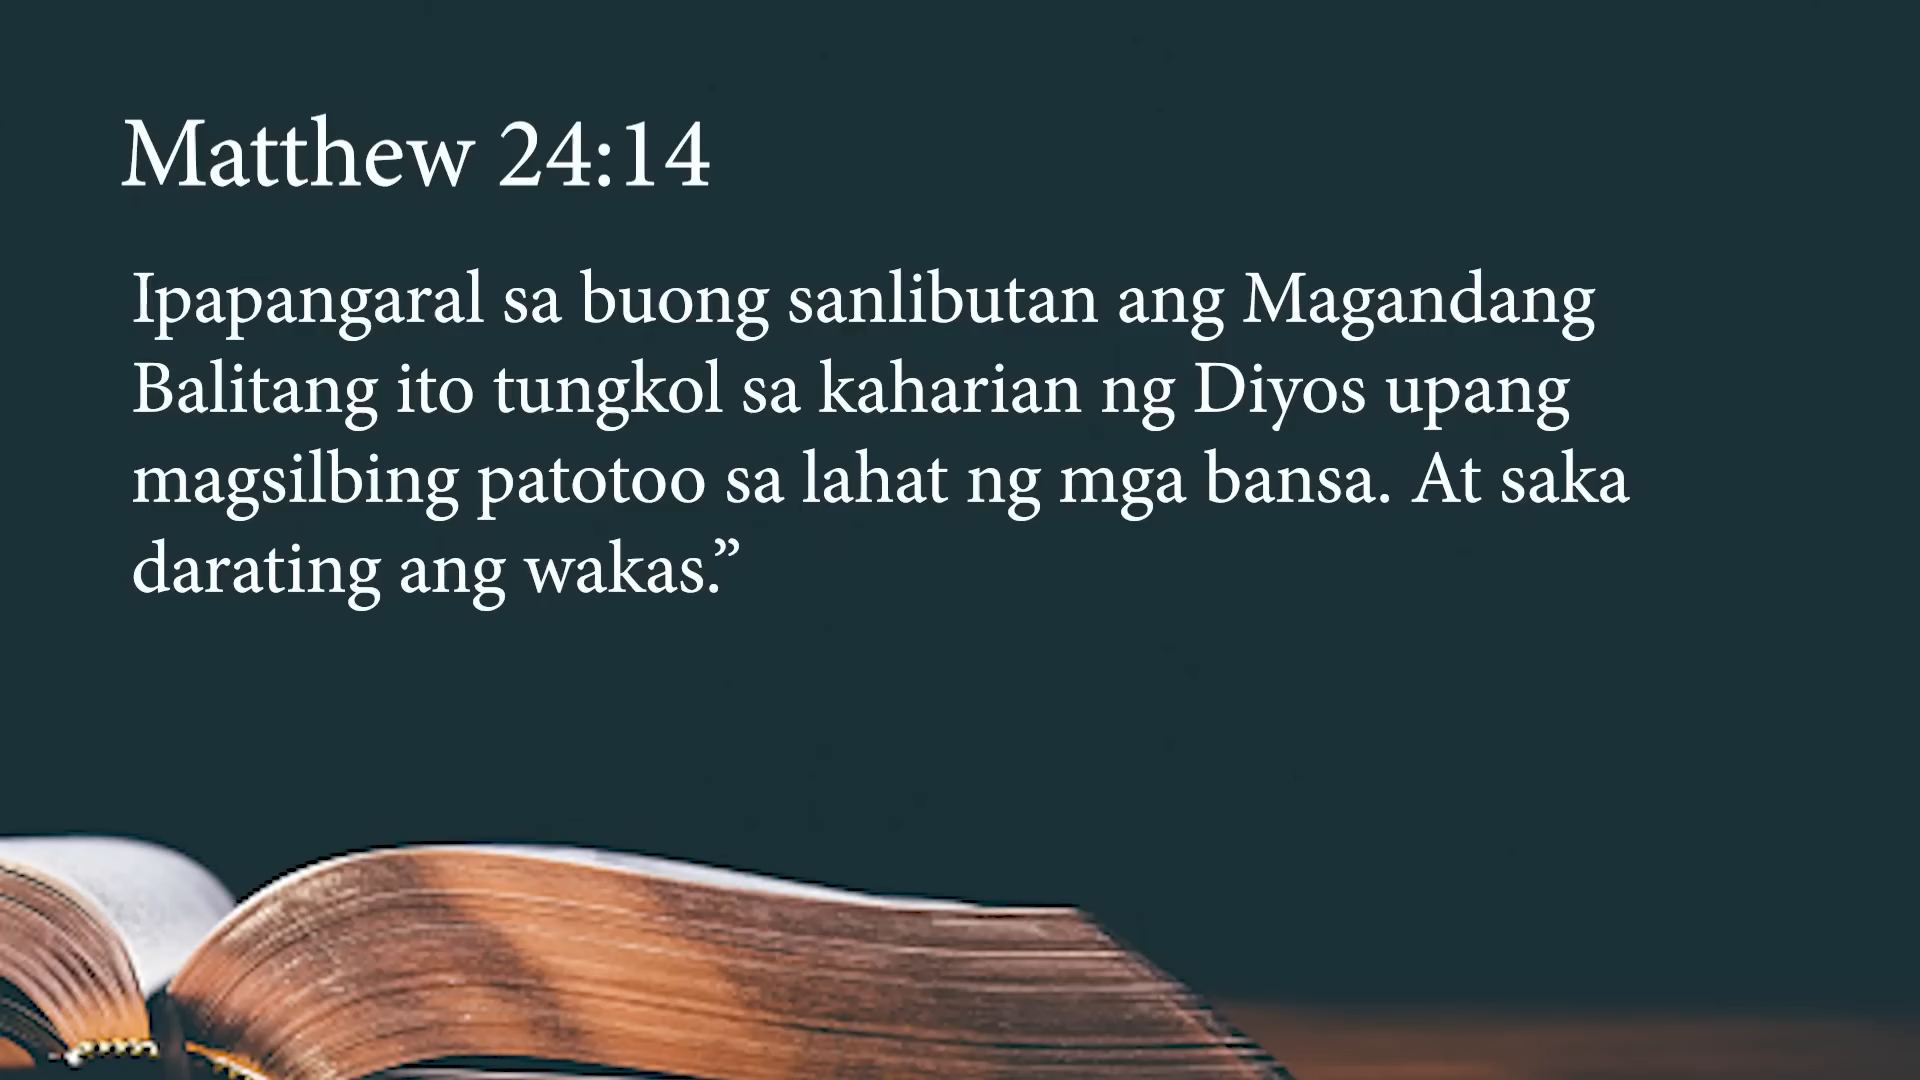 Matthew 24:14
Ipapangaral sa buong sanlibutan ang Magandang
Balitang ito tungkol sa kaharian ng Diyos upang
magsilbing patotoo sa lahat ng mga bansa. At saka
darating ang wakas.”